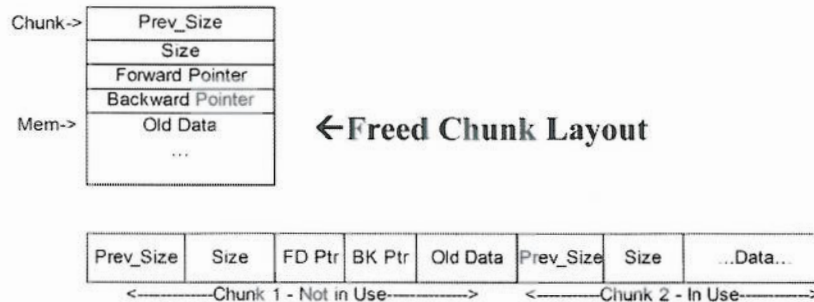 Chunk-> Prev_Size
Size
Forward Pointer
Backward Pointer
Mem-> Old Data
...
←Freed Chunk Layout
Prev_Size Size FD Ptr BK Ptr Old Data Prev_Size Size ...Data...
<------------Chunk 1 - Not in Use------------> <------------Chunk 2 - In Use------------>